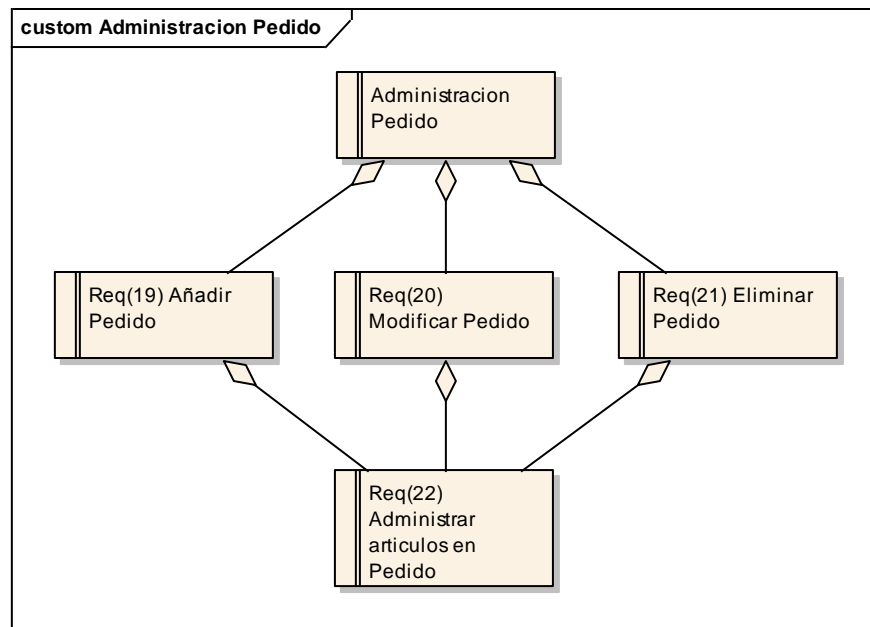 custom Administracion Pedido
Administracion
Pedido
Req(19) Añadir
Pedido
Req(20)
Modificar Pedido
Req(21) Eliminar
Pedido
Req(22)
Administrar
articulos en
Pedido